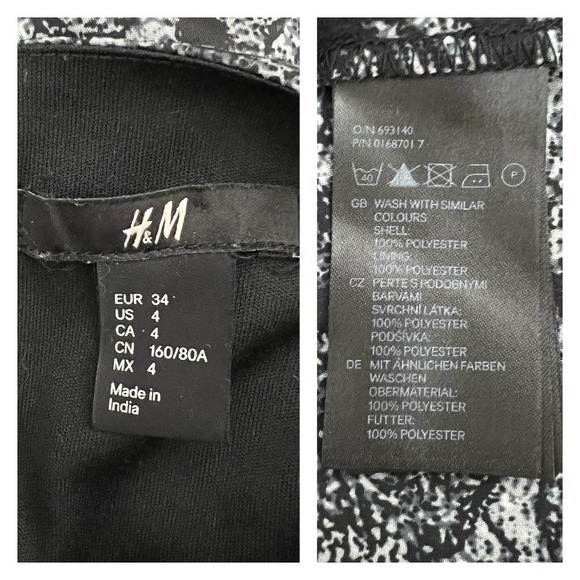 H&M
EUR 34
US 4
CA 4
CN 160/80A
MX 4
Made in
India
O/N 693140
P/N 0168701 7
40
P
GB WASH WITH SIMILAR
COLOURS
SHELL:
100% POLYESTER
LINING:
100% POLYESTER
CZ PERTE S PODOBNÝMI
BARVAMI
SVRCHNÍ LÁTKA:
100% POLYESTER
PODŠÍVKA:
100% POLYESTER
DE MIT ÄHNLICHEN FARBEN
WASCHEN
OBERMATERIAL:
100% POLYESTER
FUTTER:
100% POLYESTER